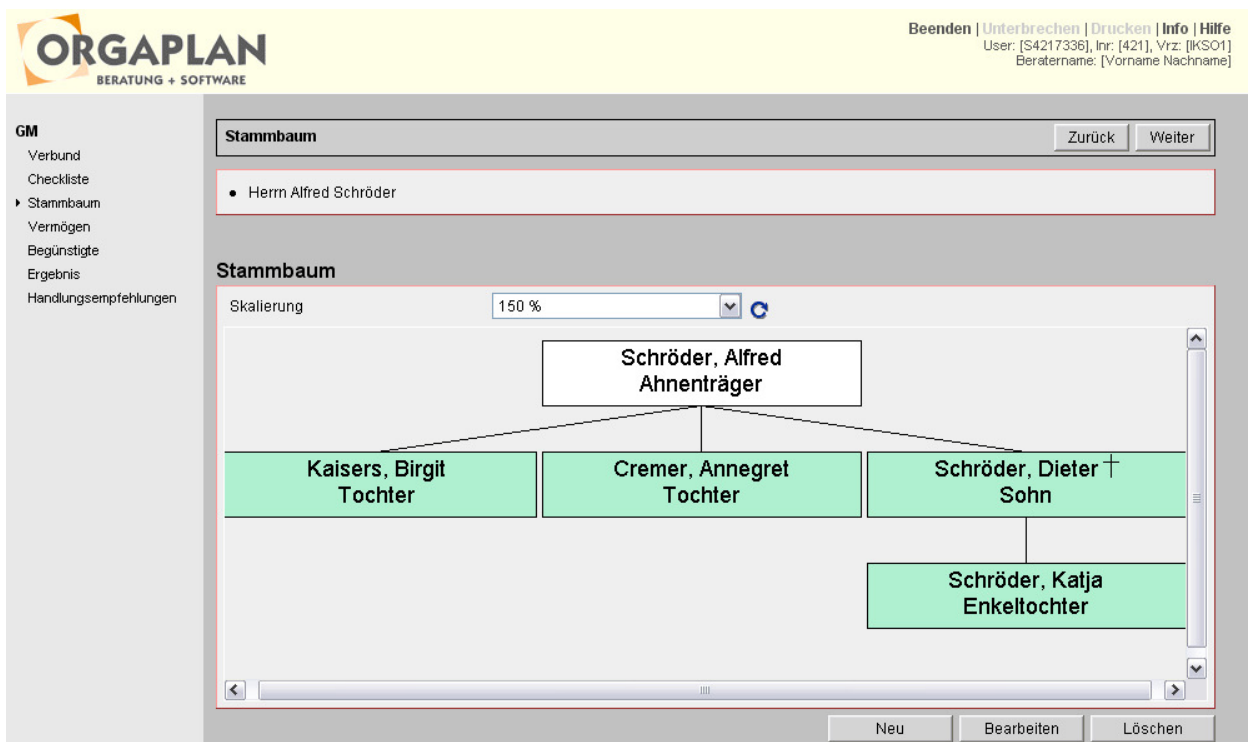 ORGAPLAN
BERATUNG + SOFTWARE
Beenden | Unterbrechen | Drucken | Info | Hilfe
User: [S4217336], Inr: [421], Vrz: [IKSO1]
Beratername: [Vorname Nachname]
GM
Verbund
Checkliste
Stammbaum
Vermögen
Begünstigte
Ergebnis
Handlungsempfehlungen
Stammbaum
Zurück
Weiter
• Herrn Alfred Schröder
Stammbaum
Skalierung
150 %
Schröder, Alfred
Ahnenträger
Kaisers, Birgit
Tochter
Cremer, Annegret
Tochter
Schröder, Dieter
Sohn
Schröder, Katja
Enkeltochter
Neu
Bearbeiten
Löschen